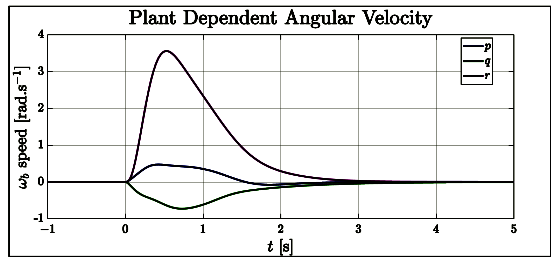 Plant Dependent Angular Velocity
4
3
2
1
0
-1
ω_b speed [rad.s⁻¹]
p
q
r
-1 0 1 2 3 4 5
t [s]